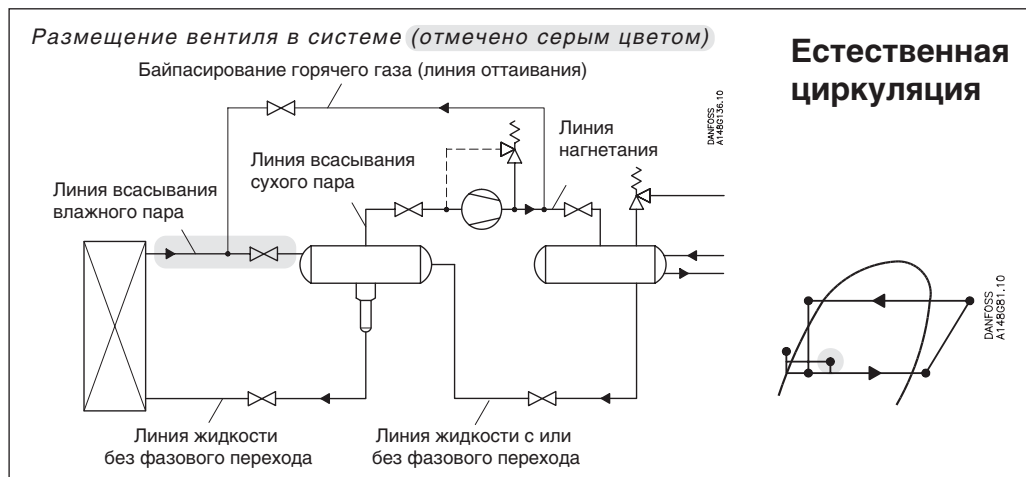 Размещение вентиля в системе (отмечено серым цветом)
Естественная
циркуляция
Байпасирование горячего газа (линия оттаивания)
DANFOSS
A148G136.10
Линия
нагнетания
Линия всасывания
сухого пара
Линия всасывания
влажного пара
DANFOSS
A148G81.10
Линия жидкости
без фазового перехода
Линия жидкости с или
без фазового перехода